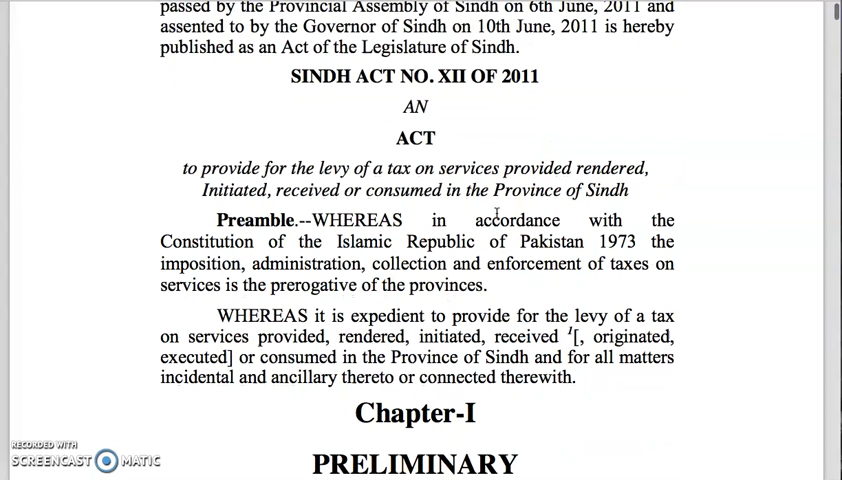 passed by the Provincial Assembly of Sindh on 6th June, 2011 and
assented to by the Governor of Sindh on 10th June, 2011 is hereby
published as an Act of the Legislature of Sindh.
SINDH ACT NO. XII OF 2011
AN
ACT
to provide for the levy of a tax on services provided rendered,
Initiated, received or consumed in the Province of Sindh
Preamble.--WHEREAS in accordance with the
Constitution of the Islamic Republic of Pakistan 1973 the
imposition, administration, collection and enforcement of taxes on
services is the prerogative of the provinces.
WHEREAS it is expedient to provide for the levy of a tax
on services provided, rendered, initiated, received 1[, originated,
executed] or consumed in the Province of Sindh and for all matters
incidental and ancillary thereto or connected therewith.
Chapter-I
PRELIMINARY
RECORDED WITH
SCREENCAST MATIC